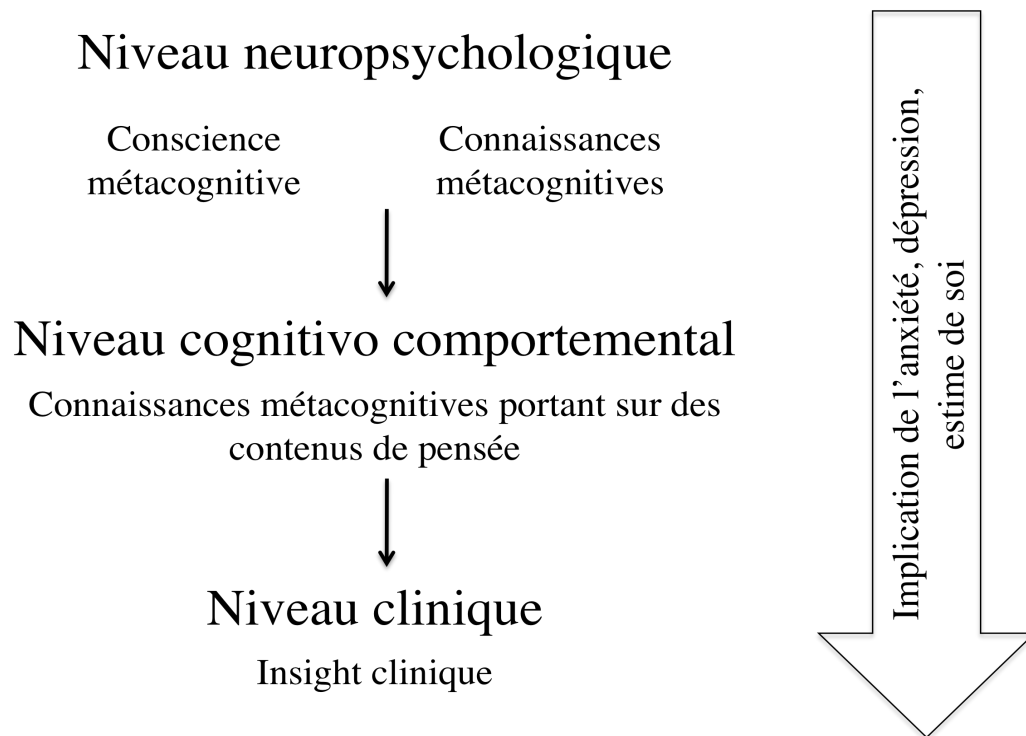 Niveau neuropsychologique
Conscience
métacognitive
Connaissances
métacognitives
Niveau cognitivo comportemental
Connaissances métacognitives portant sur des
contenus de pensée
Niveau clinique
Insight clinique
Implication de l’anxiété, dépression,
estime de soi